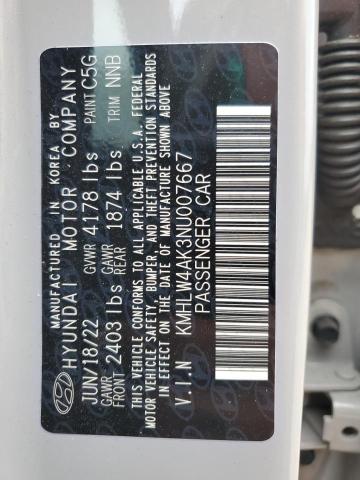 MANUFACTURED IN KOREA BY
HYUNDAI MOTOR COMPANY
JUN/18/22 GVWR 4178 lbs PAINT C5G
GAWR FRONT 2403 lbs GAWR REAR 1874 lbs TRIM NNB
THIS VEHICLE CONFORMS TO ALL APPLICABLE U.S.A. FEDERAL
MOTOR VEHICLE SAFETY, BUMPER, AND THEFT PREVENTION STANDARDS
IN EFFECT ON THE DATE OF MANUFACTURE SHOWN ABOVE
V.I.N KMHLW4AK3NU007667
PASSENGER CAR